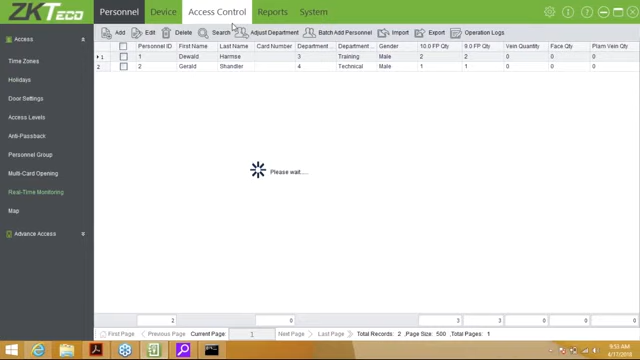 ZKTeco
Personnel Device Access Control Reports System
Access
Time Zones
Holidays
Door Settings
Access Levels
Anti-Passback
Personnel Group
Multi-Card Opening
Real-Time Monitoring
Map
Advance Access
Add Edit Delete Search Adjust Department Batch Add Personnel Import Export Operation Logs
Personnel ID First Name Last Name Card Number Department ... Department ... Gender 10.0 FP Qty 9.0 FP Qty Vein Quantity Face Qty Plam Vein Qty
1 1 Dewald Harmse 3 Training Male 2 2 0 0 0
2 2 Gerald Shandler 4 Technical Male 1 1 0 0 0
Please wait.....
2 0 3 3 0 0 0
First Page Previous Page Current Page: 1 Next Page Last Page Total Records: 2 ,Page Size: 500 ,Total Pages: 1
9:53 AM
4/17/2018